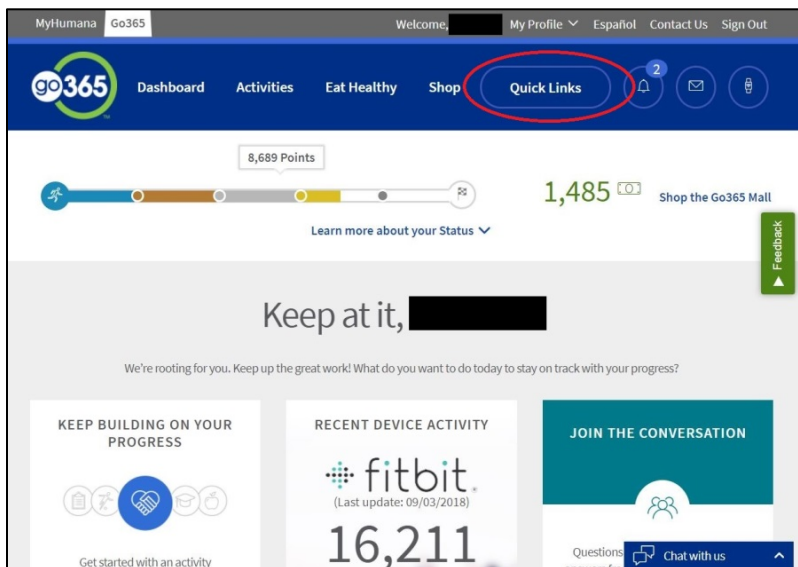 MyHumana Go365 Welcome, My Profile Español Contact Us Sign Out
go365 Dashboard Activities Eat Healthy Shop Quick Links 2
TM
8,689 Points
1,485 Shop the Go365 Mall
Learn more about your Status
Feedback
Keep at it,
We're rooting for you. Keep up the great work! What do you want to do today to stay on track with your progress?
KEEP BUILDING ON YOUR
PROGRESS
Get started with an activity
RECENT DEVICE ACTIVITY
fitbit
(Last update: 09/03/2018)
16,211
JOIN THE CONVERSATION
Questions
Chat with us